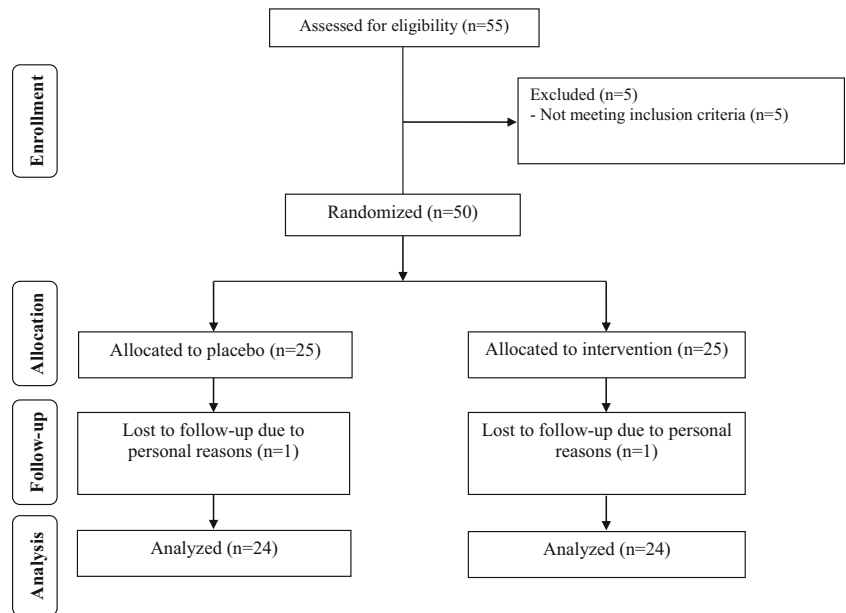 Assessed for eligibility (n=55)
Enrollment
Excluded (n=5)
- Not meeting inclusion criteria (n=5)
Randomized (n=50)
Allocation
Allocated to placebo (n=25)
Allocated to intervention (n=25)
Follow-up
Lost to follow-up due to
personal reasons (n=1)
Lost to follow-up due to personal
reasons (n=1)
Analysis
Analyzed (n=24)
Analyzed (n=24)